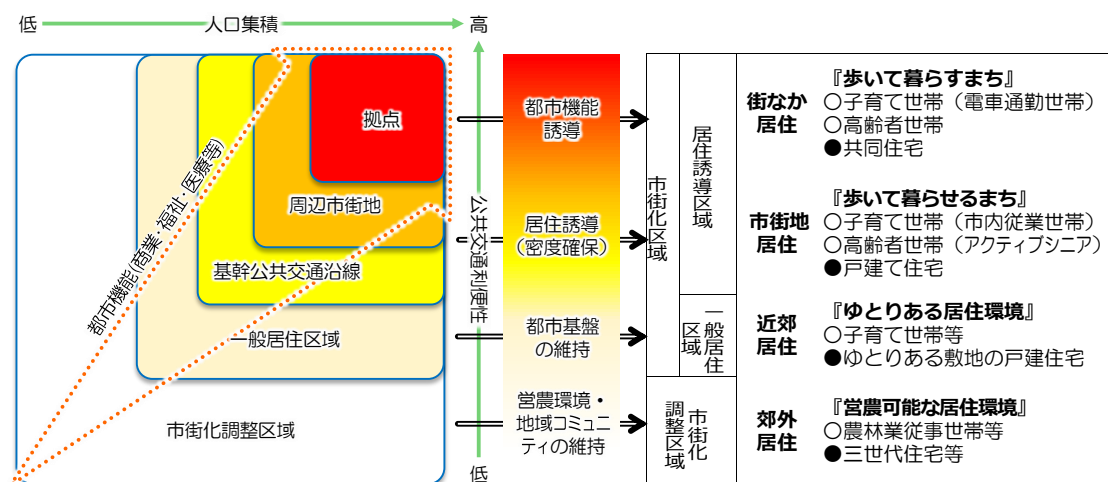 低
人口集積
高
拠点
周辺市街地
基幹公共交通沿線
一般居住区域
市街化調整区域
都市機能(商業・福祉・医療等)
公共交通利便性
低
都市機能
誘導
居住誘導
(密度確保)
都市基盤
の維持
営農環境・
地域コミュニ
ティの維持
市街化区域
居住誘導区域
一般居住
区域
市街化
調整区域
街なか
居住
『歩いて暮らすまち』
○子育て世帯（電車通勤世帯）
○高齢者世帯
●共同住宅
市街地
居住
『歩いて暮らせるまち』
○子育て世帯（市内従業世帯）
○高齢者世帯（アクティブシニア）
●戸建て住宅
近郊
居住
『ゆとりある居住環境』
○子育て世帯等
●ゆとりある敷地の戸建住宅
郊外
居住
『営農可能な居住環境』
○農林業従事世帯等
●三世代住宅等